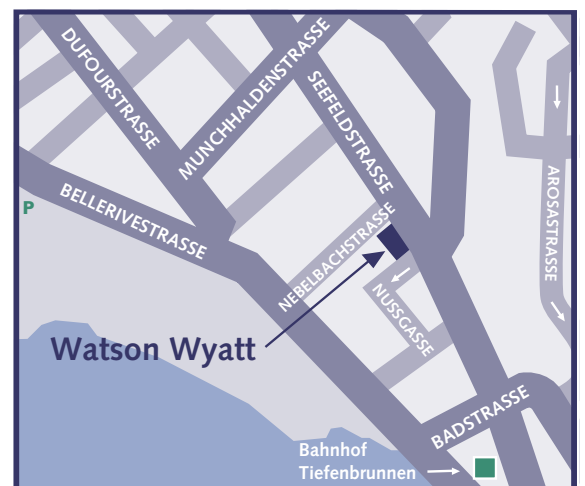 DUFOURSTRASSE
MUNCHHALDENSTRASSE
SEEFELDSTRASSE
AROSASTRASSE
BELLERIVESTRASSE
P
NEBELBACHSTRASSE
NUSSGASSE
Watson Wyatt
BADSTRASSE
Bahnhof
Tiefenbrunnen